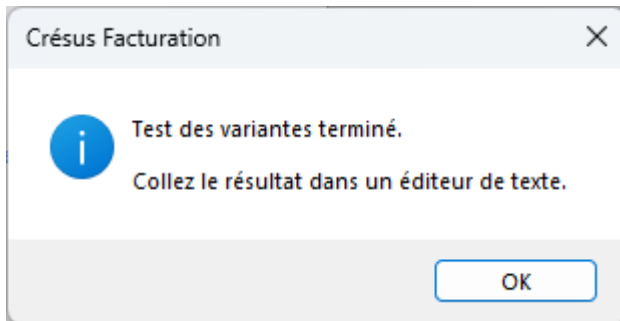 Crésus Facturation
Test des variantes terminé.
Collez le résultat dans un éditeur de texte.
OK